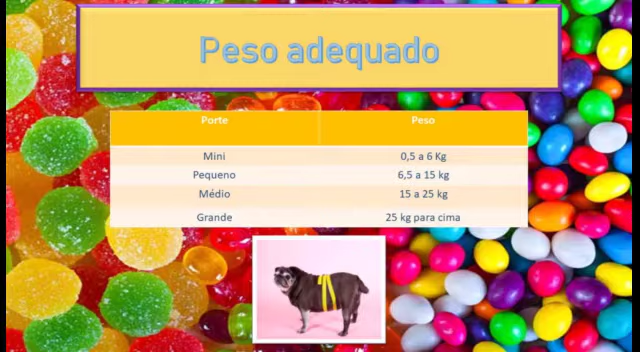 Peso adequado
Porte Peso
Mini 0,5 a 6 Kg
Pequeno 6,5 a 15 kg
Médio 15 a 25 kg
Grande 25 kg para cima